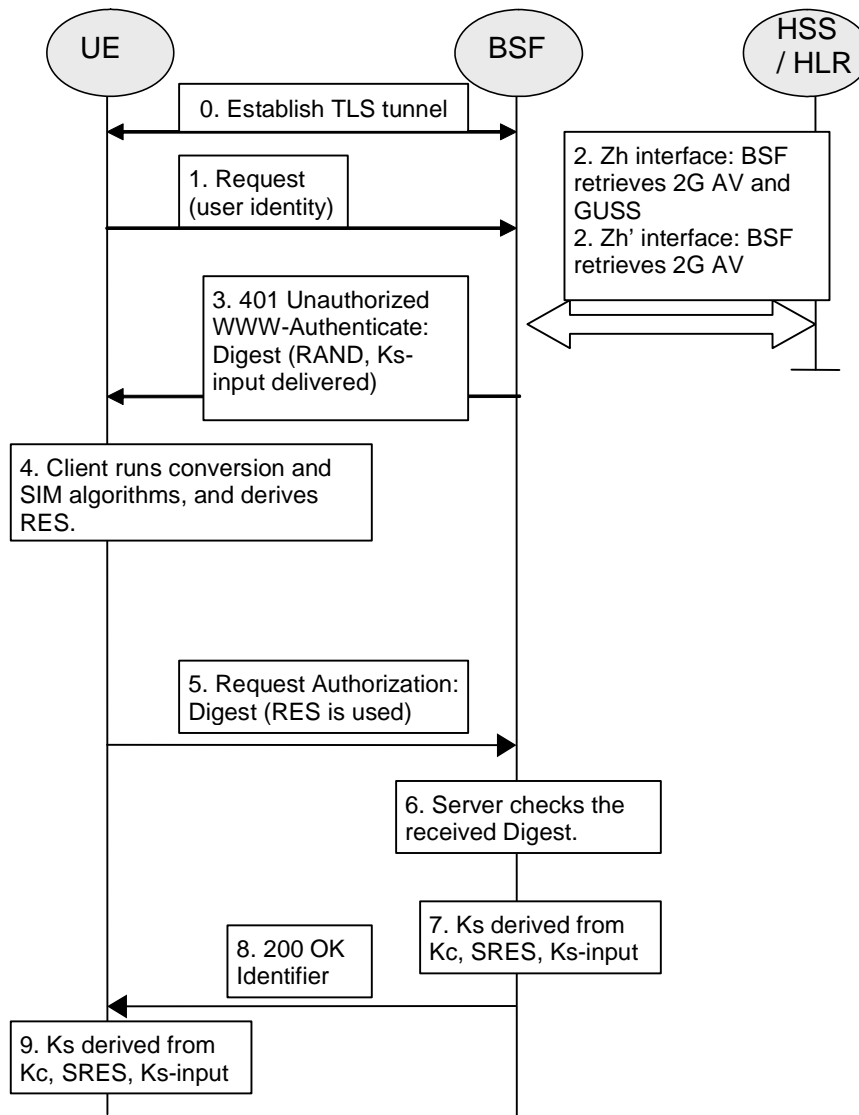 UE
BSF
HSS
/ HLR
0. Establish TLS tunnel
1. Request
(user identity)
2. Zh interface: BSF
retrieves 2G AV and
GUSS
2. Zh’ interface: BSF
retrieves 2G AV
3. 401 Unauthorized
WWW-Authenticate:
Digest (RAND, Ks-
input delivered)
4. Client runs conversion and
SIM algorithms, and derives
RES.
5. Request Authorization:
Digest (RES is used)
6. Server checks the
received Digest.
7. Ks derived from
Kc, SRES, Ks-input
8. 200 OK
Identifier
9. Ks derived from
Kc, SRES, Ks-input